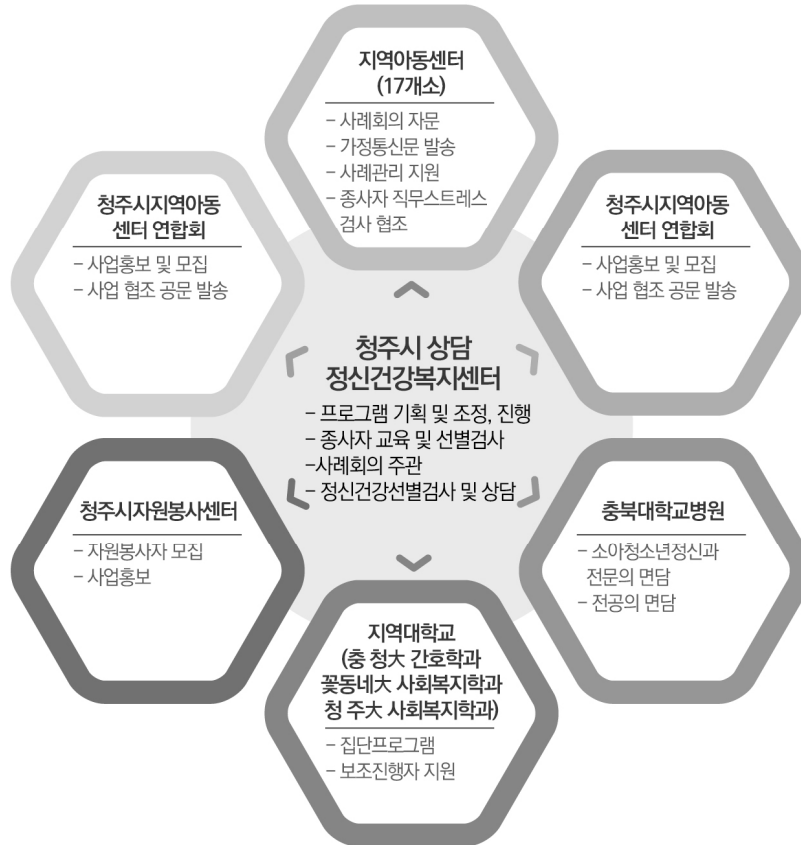 지역아동센터
(17개소)
- 사례회의 자문
- 가정통신문 발송
- 사례관리 지원
- 종사자 직무스트레스
검사 협조
청주시지역아동
센터 연합회
- 사업홍보 및 모집
- 사업 협조 공문 발송
청주시지역아동
센터 연합회
- 사업홍보 및 모집
- 사업 협조 공문 발송
청주시 상담
정신건강복지센터
- 프로그램 기획 및 조정, 진행
- 종사자 교육 및 선별검사
-사례회의 주관
- 정신건강선별검사 및 상담
청주시자원봉사센터
- 자원봉사자 모집
- 사업홍보
충북대학교병원
- 소아청소년정신과
전문의 면담
- 전공의 면담
지역대학교
(충 청大 간호학과
꽃동네大 사회복지학과
청 주大 사회복지학과)
- 집단프로그램
- 보조진행자 지원